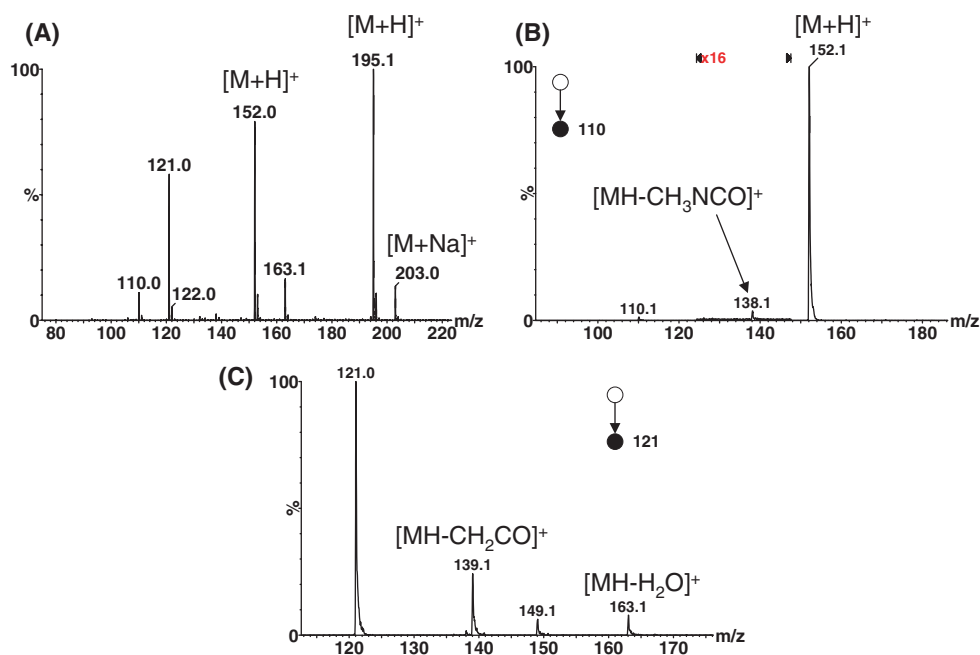 (A)
[M+H]⁺
195.1
100
[M+H]⁺
152.0
121.0
%
[M+Na]⁺
203.0
163.1
110.0
122.0
0
80 100 120 140 160 180 200 220 m/z
(B)
[M+H]⁺
x16
152.1
100
110
%
[MH-CH₃NCO]⁺
110.1
138.1
0
100 120 140 160 180 m/z
(C)
121.0
100
121
%
[MH-CH₂CO]⁺
139.1
[MH-H₂O]⁺
149.1
163.1
0
120 130 140 150 160 170 m/z